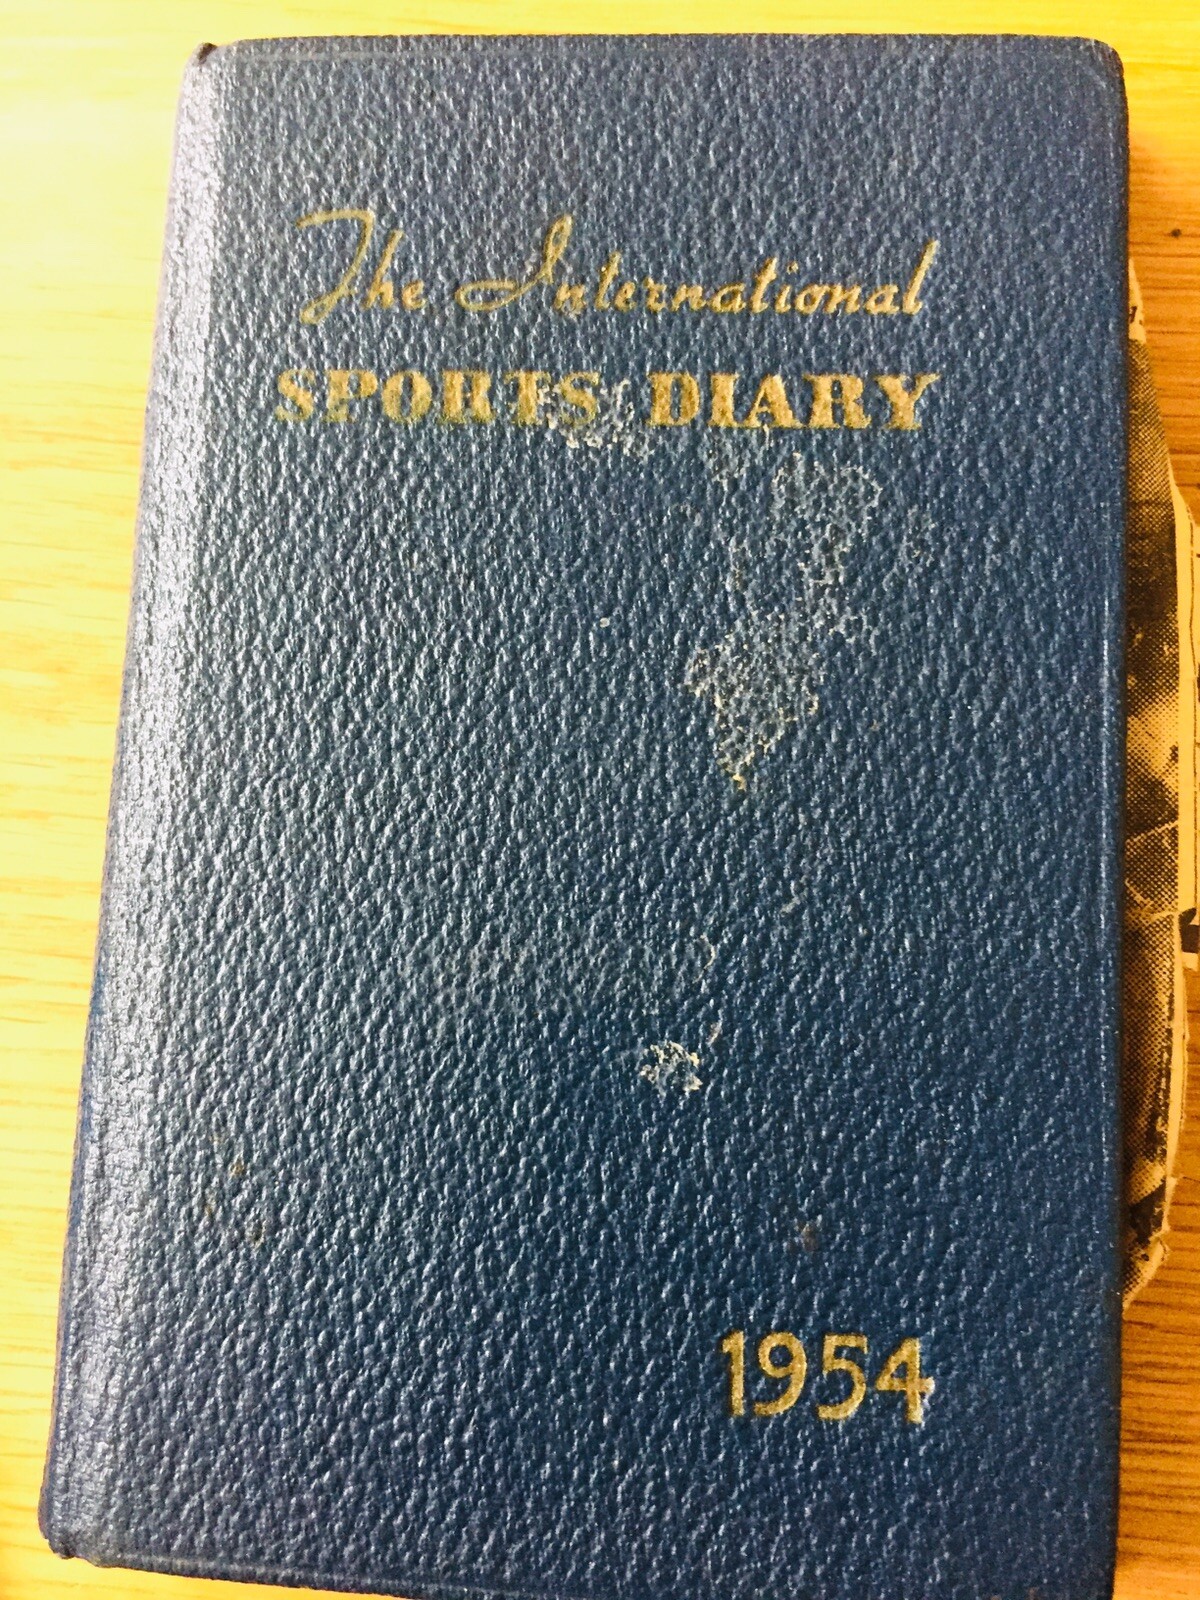 The International
SPORTS DIARY
1954